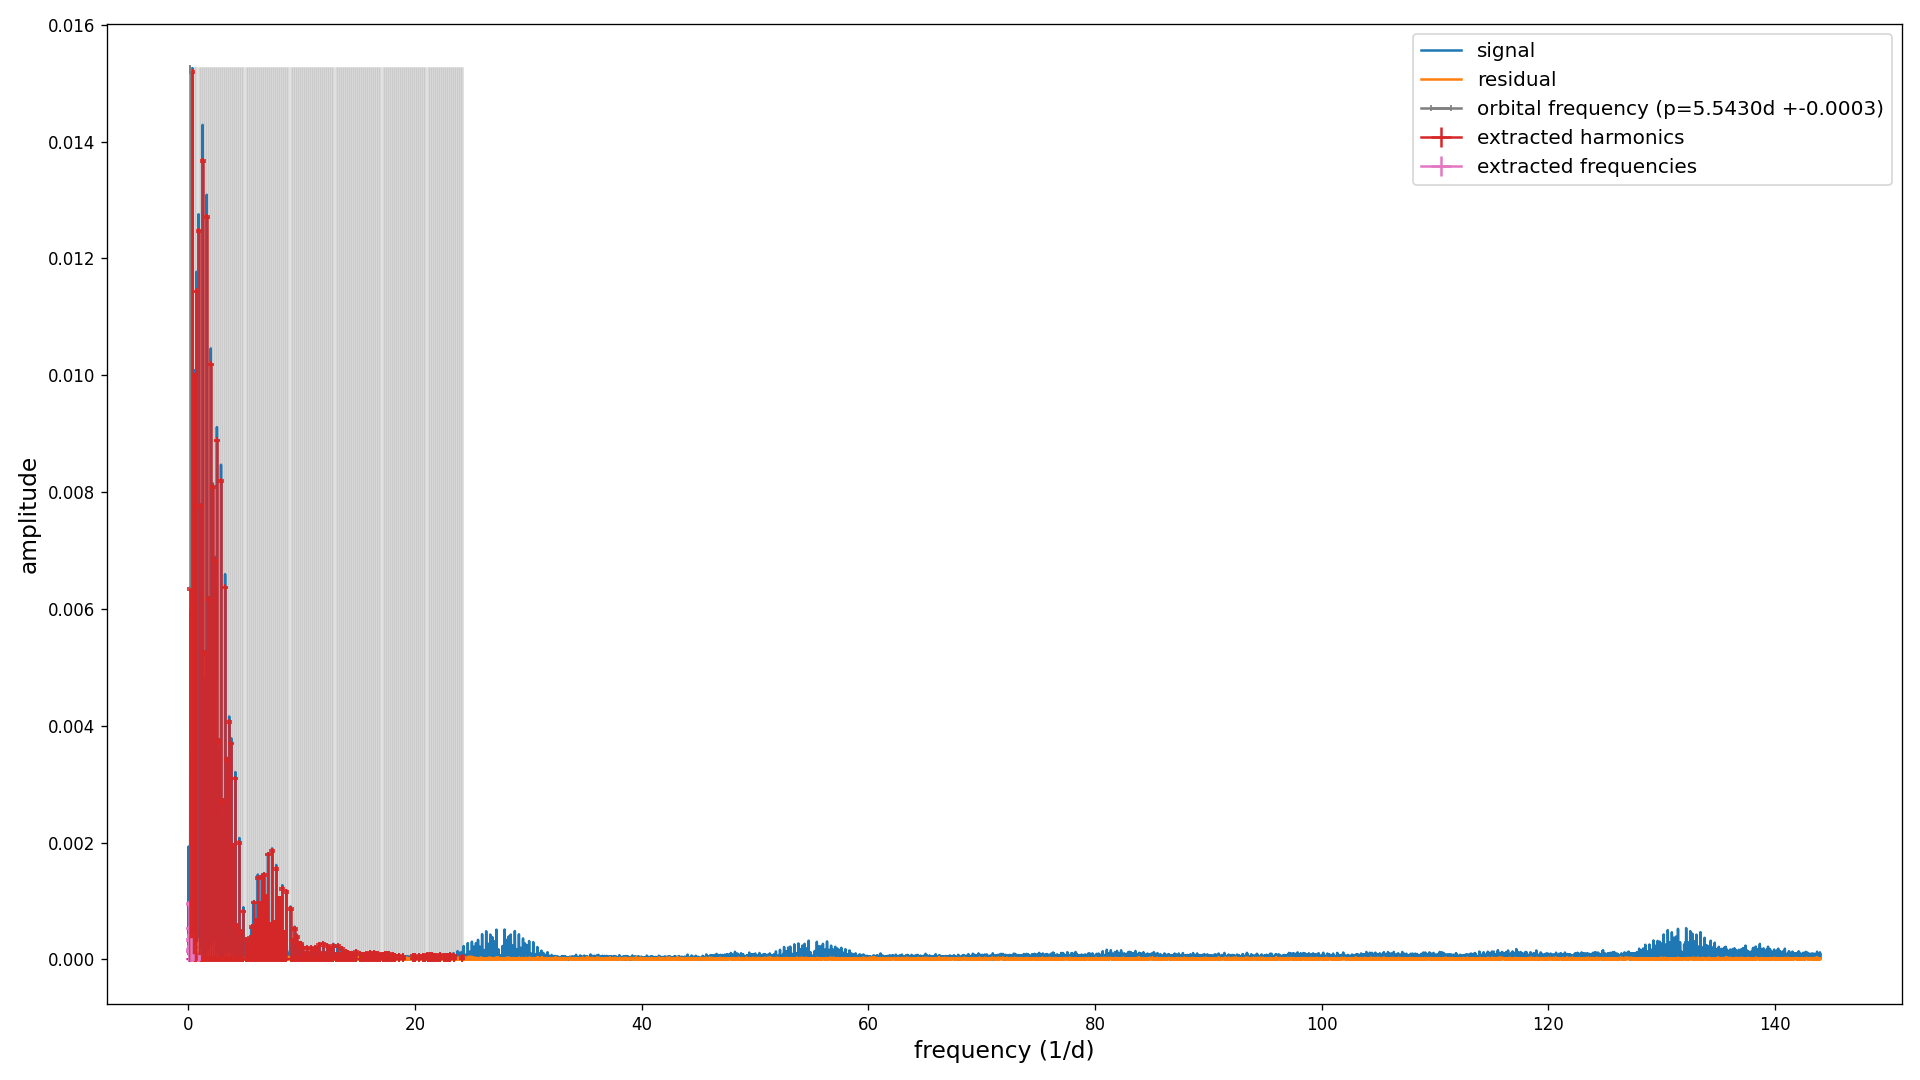 0.016
0.014
0.012
0.010
0.008
0.006
0.004
0.002
0.000
amplitude
0
20
40
60
80
100
120
140
frequency (1/d)
signal
residual
orbital frequency (p=5.5430d +-0.0003)
extracted harmonics
extracted frequencies